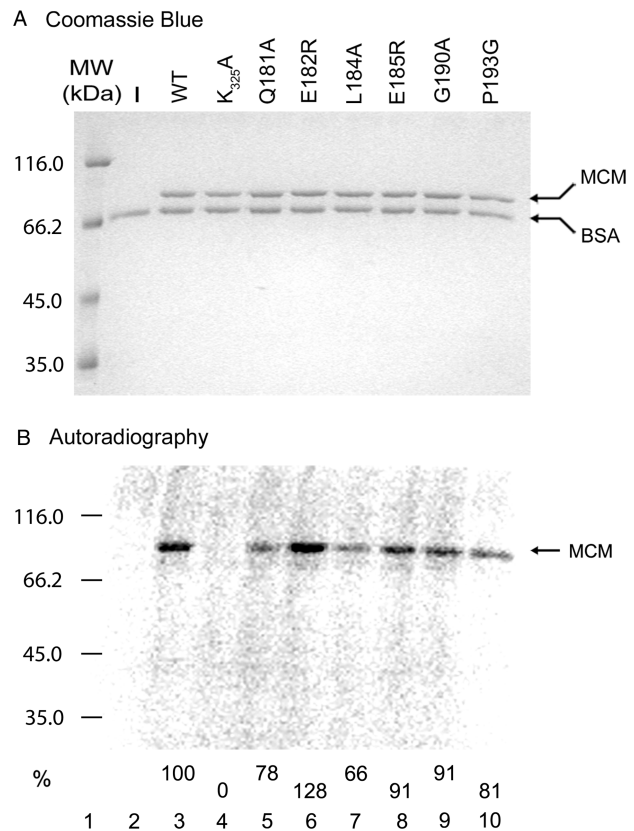 A Coomassie Blue
MW (kDa) – WT K325A Q181A E182R L184A E185R G190A P193G
116.0
MCM
66.2
BSA
45.0
35.0
B Autoradiography
116.0
MCM
66.2
45.0
35.0
% 100 0 78 128 66 91 91 81
1 2 3 4 5 6 7 8 9 10